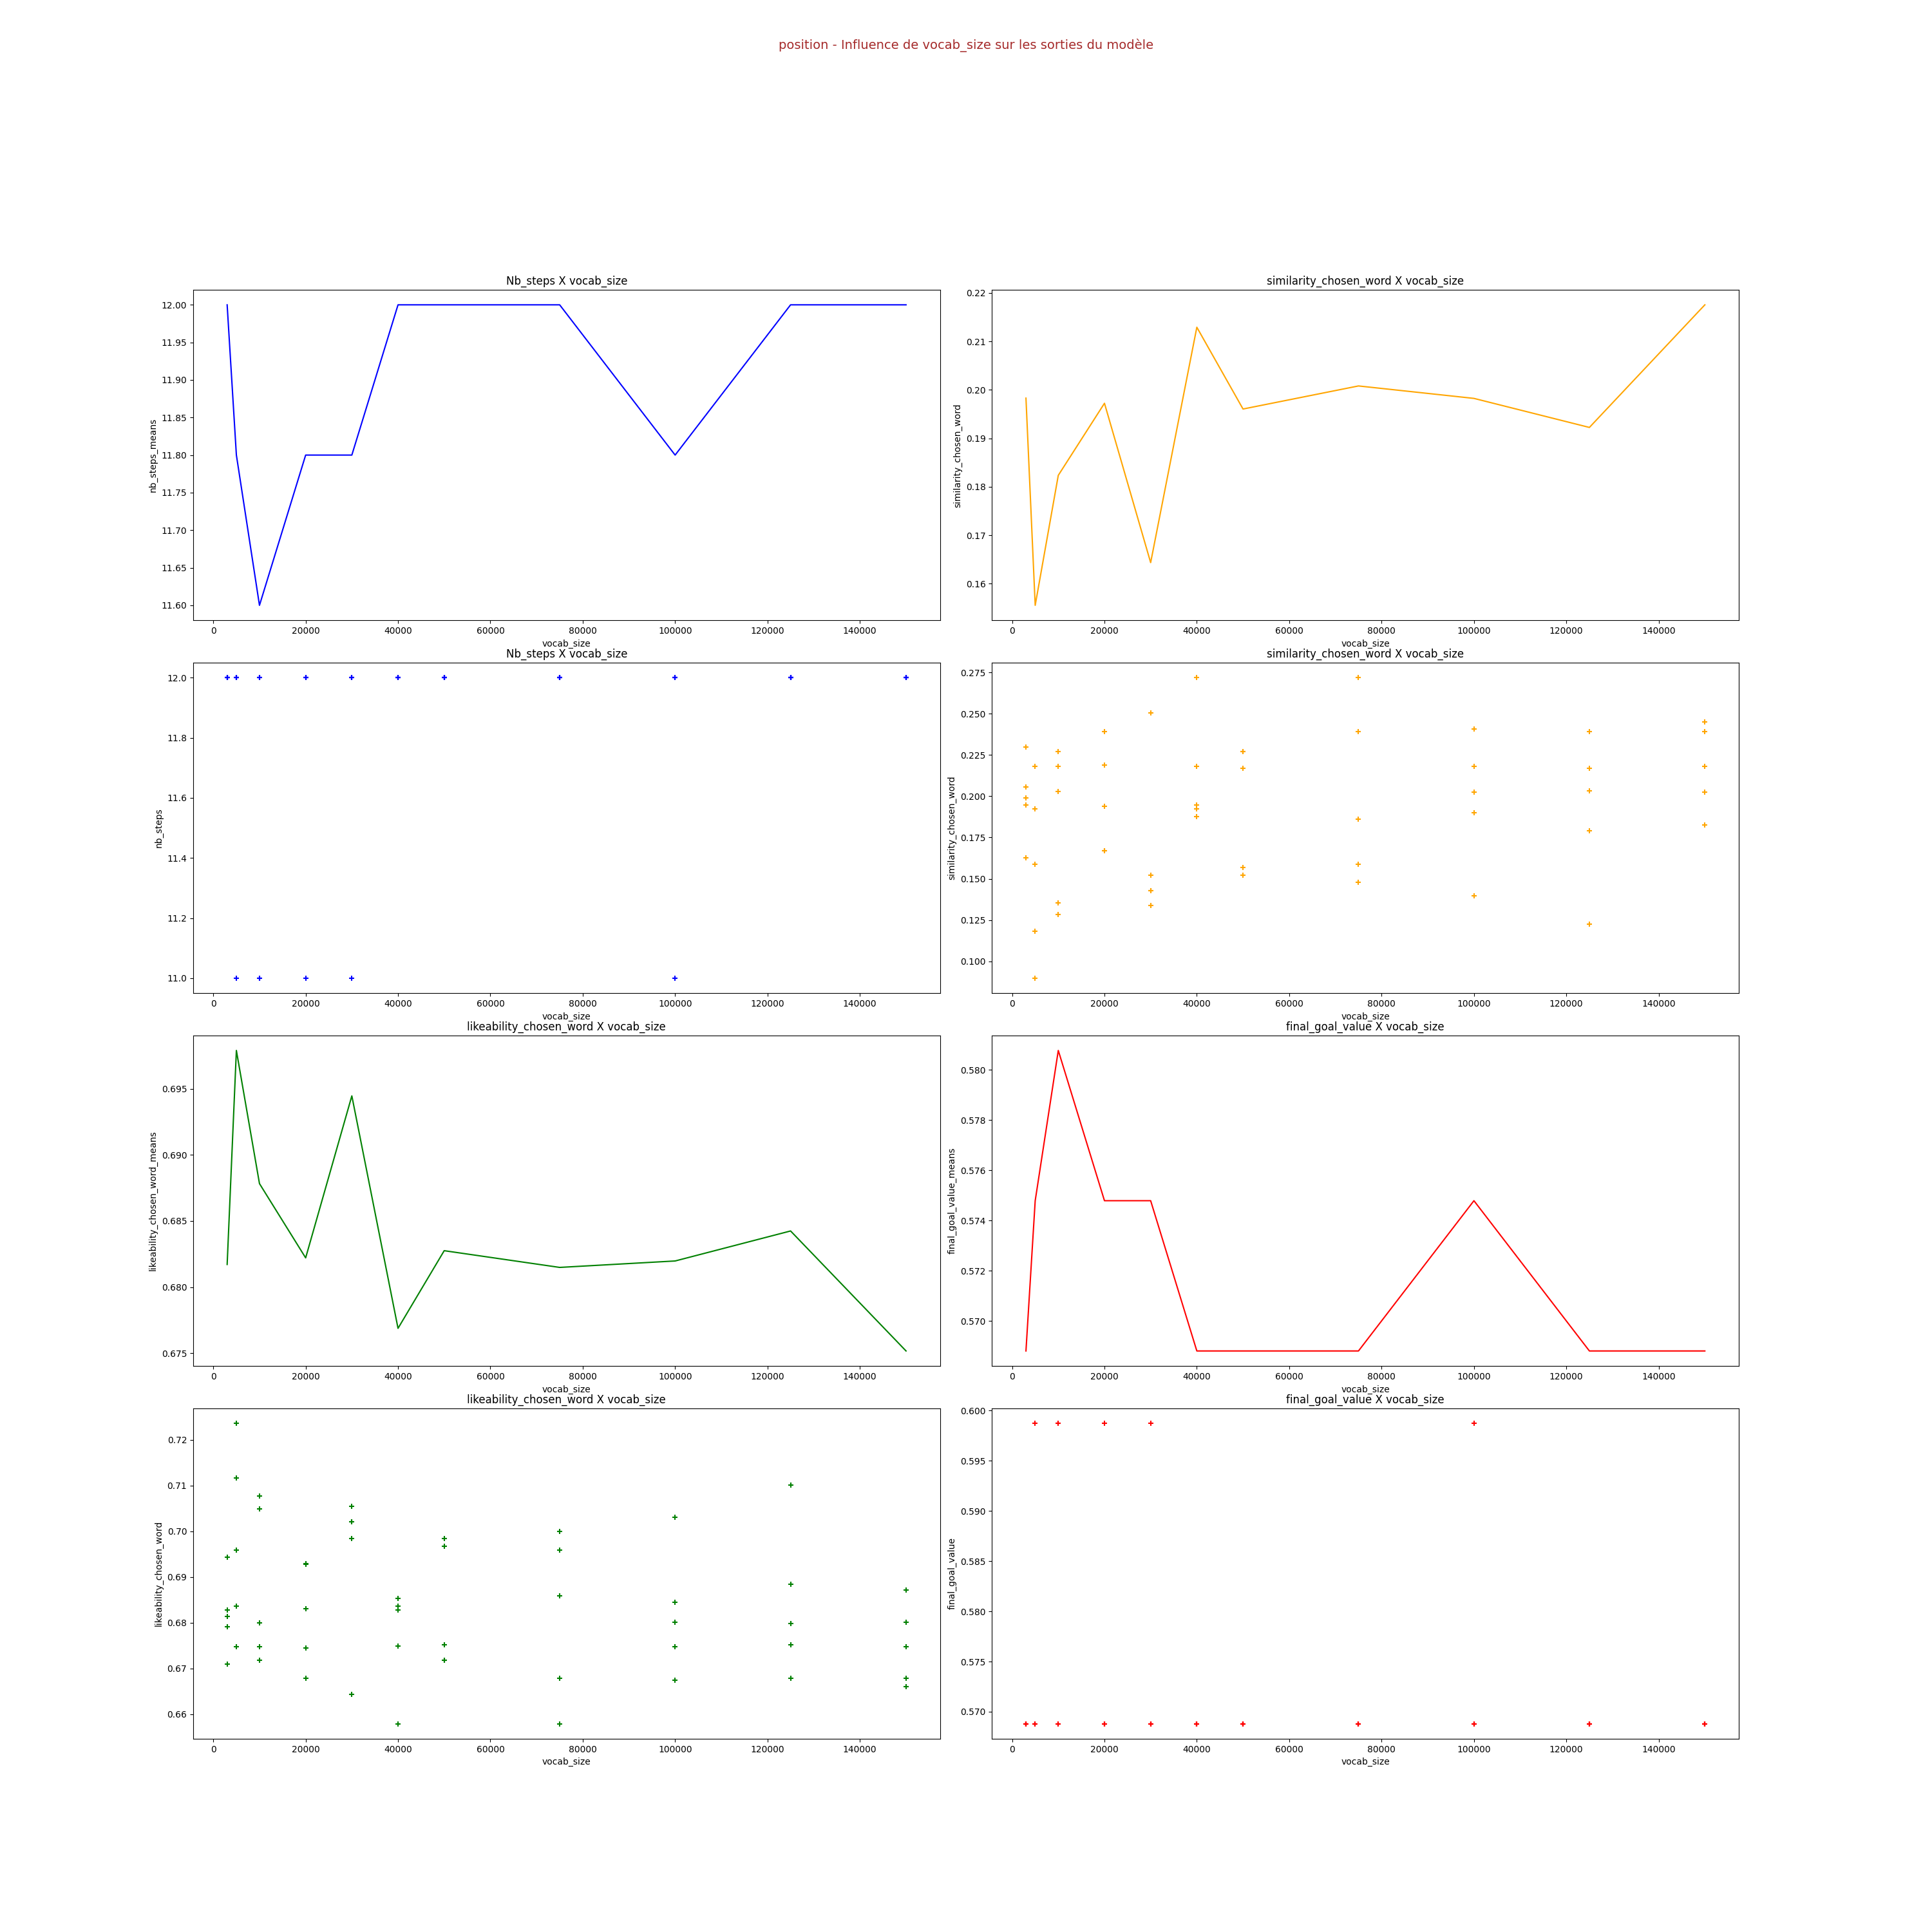 position - Influence de vocab_size sur les sorties du modèle
Nb_steps X vocab_size
nb_steps_means
12.00
11.95
11.90
11.85
11.80
11.75
11.70
11.65
11.60
0 20000 40000 60000 80000 100000 120000 140000
vocab_size
similarity_chosen_word X vocab_size
similarity_chosen_word
0.22
0.21
0.20
0.19
0.18
0.17
0.16
0 20000 40000 60000 80000 100000 120000 140000
vocab_size
Nb_steps X vocab_size
nb_steps
12.0
11.8
11.6
11.4
11.2
11.0
0 20000 40000 60000 80000 100000 120000 140000
vocab_size
similarity_chosen_word X vocab_size
similarity_chosen_word
0.275
0.250
0.225
0.200
0.175
0.150
0.125
0.100
0 20000 40000 60000 80000 100000 120000 140000
vocab_size
likeability_chosen_word X vocab_size
likeability_chosen_word_means
0.695
0.690
0.685
0.680
0.675
0 20000 40000 60000 80000 100000 120000 140000
vocab_size
final_goal_value X vocab_size
final_goal_value_means
0.580
0.578
0.576
0.574
0.572
0.570
0 20000 40000 60000 80000 100000 120000 140000
vocab_size
likeability_chosen_word X vocab_size
likeability_chosen_word
0.72
0.71
0.70
0.69
0.68
0.67
0.66
0 20000 40000 60000 80000 100000 120000 140000
vocab_size
final_goal_value X vocab_size
final_goal_value
0.600
0.595
0.590
0.585
0.580
0.575
0.570
0 20000 40000 60000 80000 100000 120000 140000
vocab_size